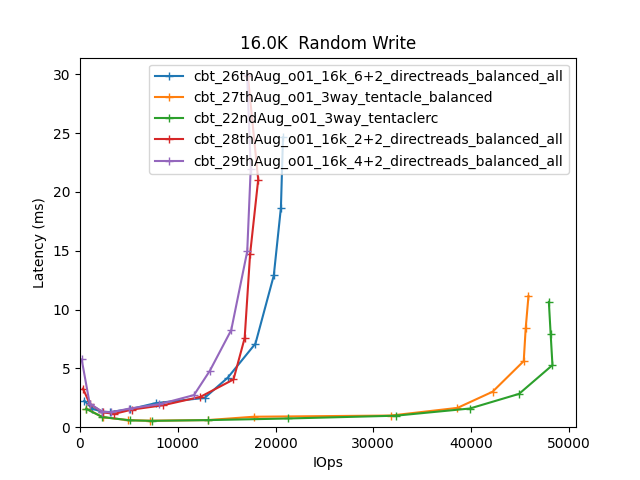 16.0K  Random Write
cbt_26thAug_o01_16k_6+2_directreads_balanced_all
cbt_27thAug_o01_3way_tentacle_balanced
cbt_22ndAug_o01_3way_tentaclerc
cbt_28thAug_o01_16k_2+2_directreads_balanced_all
cbt_29thAug_o01_16k_4+2_directreads_balanced_all
Latency (ms)
30
25
20
15
10
5
0
0 10000 20000 30000 40000 50000
IOps